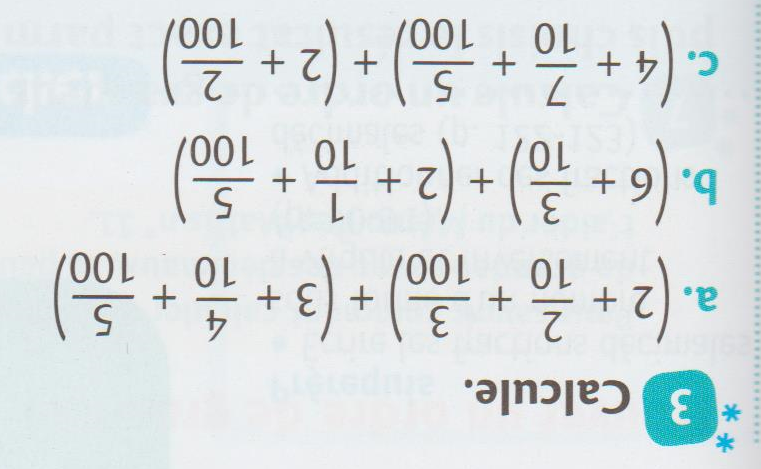 ** 3 Calcule.
a. (2 + 2/10 + 3/100) + (3 + 4/10 + 5/100)
b. (6 + 3/10) + (2 + 1/10 + 5/100)
c. (4 + 7/10 + 5/100) + (2 + 2/100)